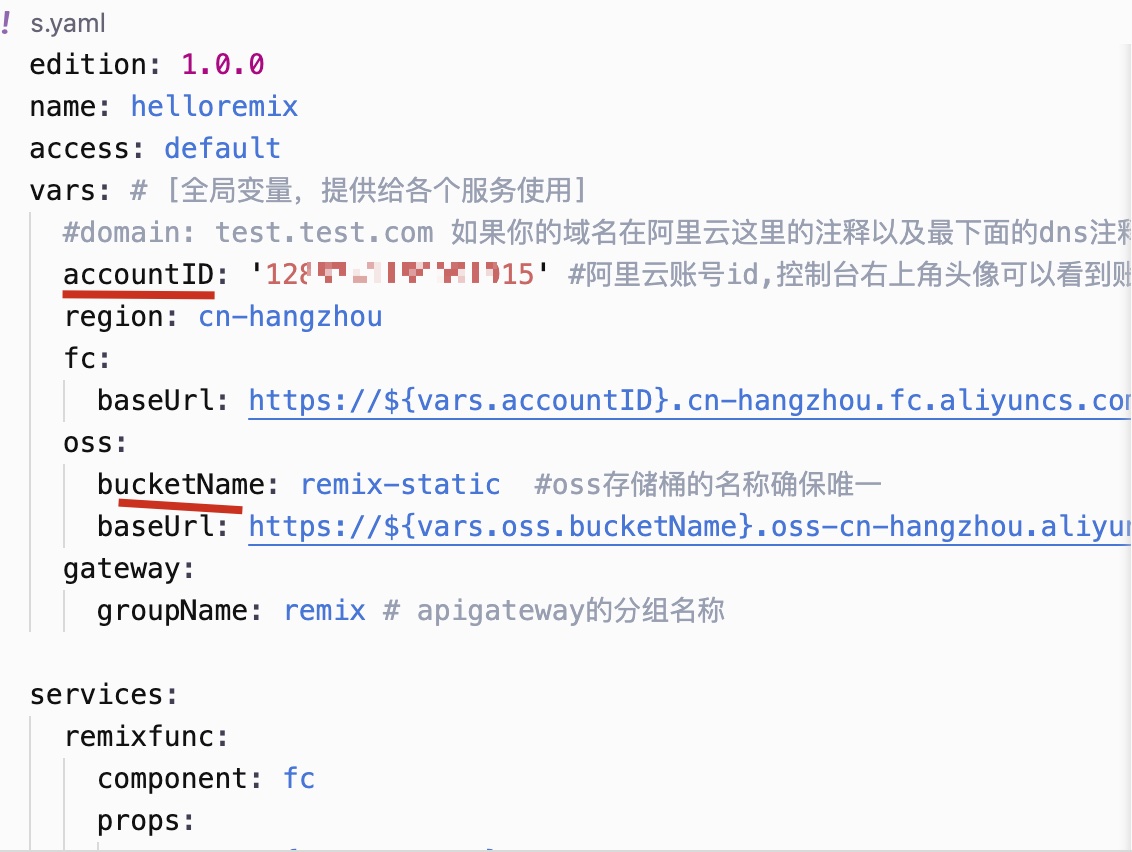 ! s.yaml
edition: 1.0.0
name: helloremix
access: default
vars: # [全局变量，提供给各个服务使用]
#domain: test.test.com 如果你的域名在阿里云这里的注释以及最下面的dns注释
accountID: '128 15' #阿里云账号id,控制台右上角头像可以看到账
region: cn-hangzhou
fc:
baseUrl: https://${vars.accountID}.cn-hangzhou.fc.aliyuncs.com
oss:
bucketName: remix-static #oss存储桶的名称确保唯一
baseUrl: https://${vars.oss.bucketName}.oss-cn-hangzhou.aliyun
gateway:
groupName: remix # apigateway的分组名称
services:
remixfunc:
component: fc
props: